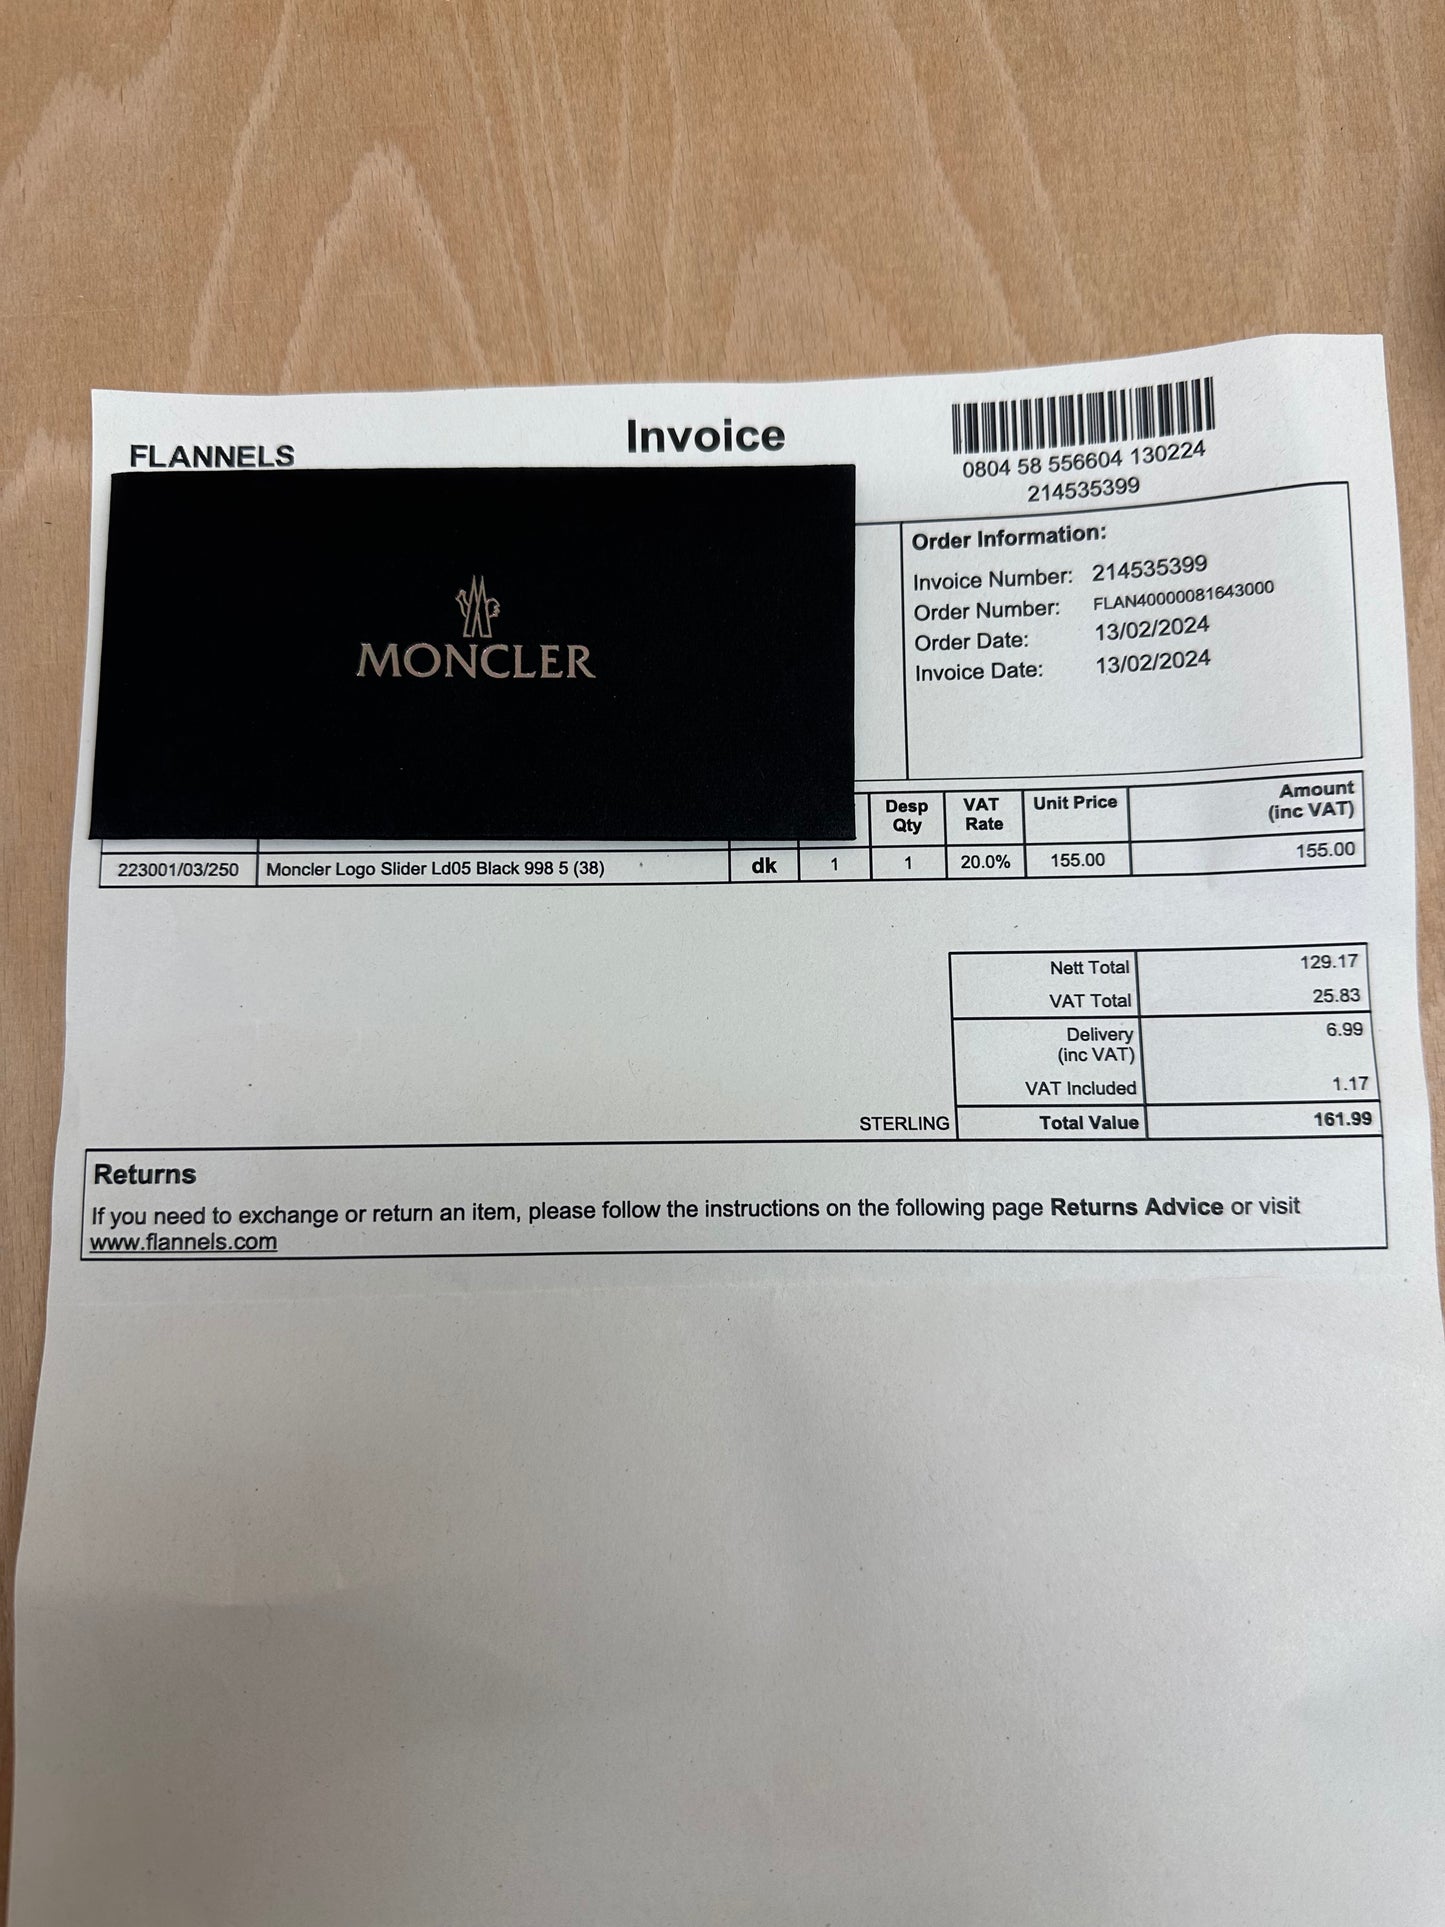 FLANNELS
Invoice
0804 58 556604 130224
214535399
MONCLER
Order Information:
Invoice Number: 214535399
Order Number: FLAN40000081643000
Order Date: 13/02/2024
Invoice Date: 13/02/2024
Desp Qty VAT Rate Unit Price Amount (inc VAT)
223001/03/250 Moncler Logo Slider Ld05 Black 998 5 (38) dk 1 1 20.0% 155.00 155.00
Nett Total 129.17
VAT Total 25.83
Delivery 6.99
(inc VAT)
VAT Included 1.17
STERLING Total Value 161.99
Returns
If you need to exchange or return an item, please follow the instructions on the following page Returns Advice or visit
www.flannels.com